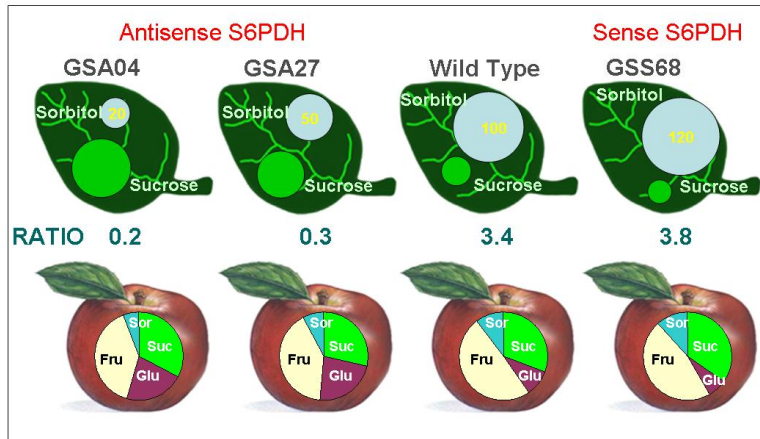 Antisense S6PDH Sense S6PDH
GSA04 GSA27 Wild Type GSS68
Sorbitol 20 Sorbitol 50 Sorbitol 100 Sorbitol 120
Sucrose Sucrose Sucrose Sucrose
RATIO 0.2 0.3 3.4 3.8
Sor Sor Sor Sor
Fru Suc Fru Suc Fru Suc Fru Suc
Glu Glu Glu Glu